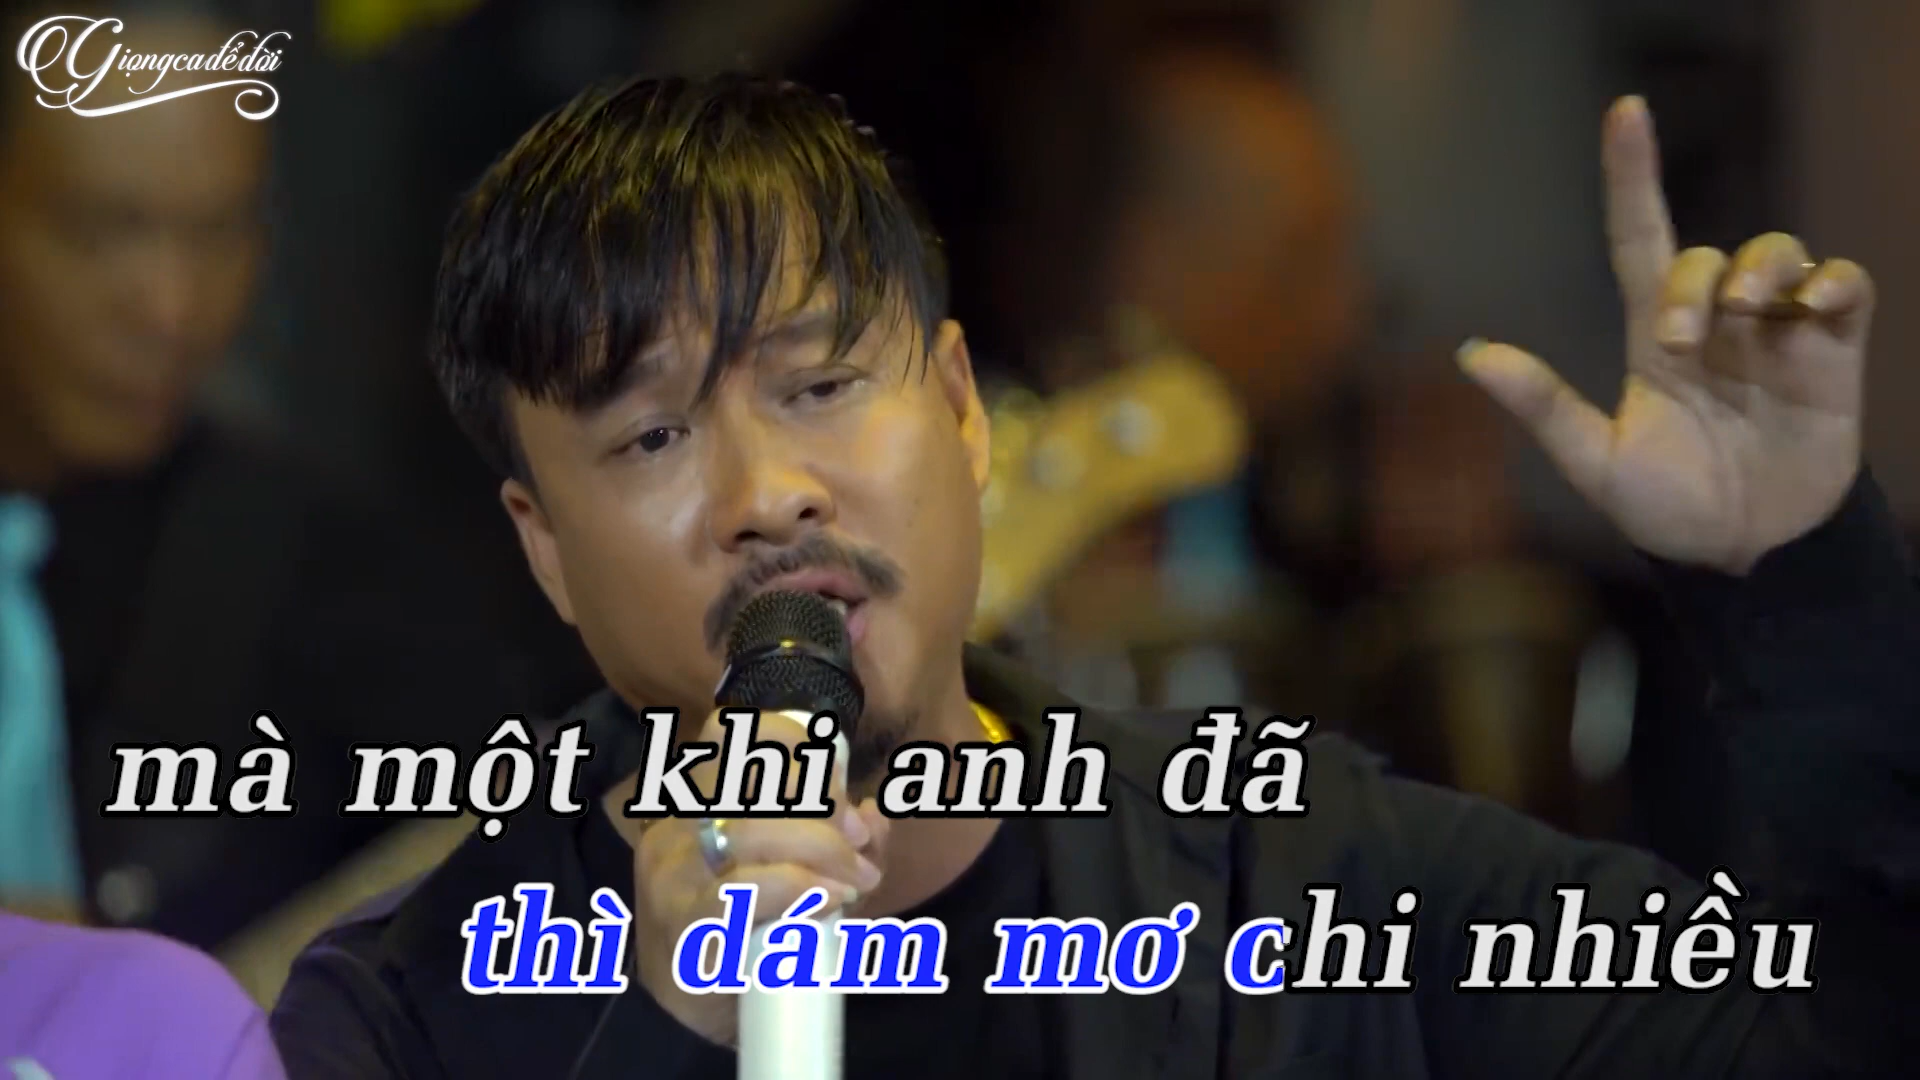 Giọngcađểđời
mà một khi anh đã
thì dám mơ chi nhiều